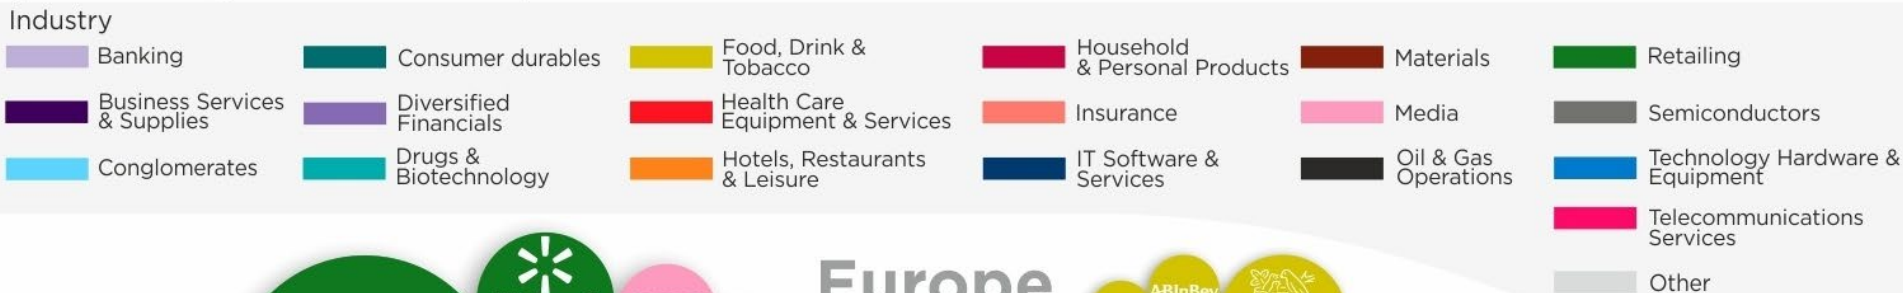 Industry
Banking
Business Services
& Supplies
Conglomerates
Consumer durables
Diversified
Financials
Drugs &
Biotechnology
Food, Drink &
Tobacco
Health Care
Equipment & Services
Hotels, Restaurants
& Leisure
Household
& Personal Products
Insurance
IT Software &
Services
Materials
Media
Oil & Gas
Operations
Retailing
Semiconductors
Technology Hardware &
Equipment
Telecommunications
Services
Other
Europe
ABInBev